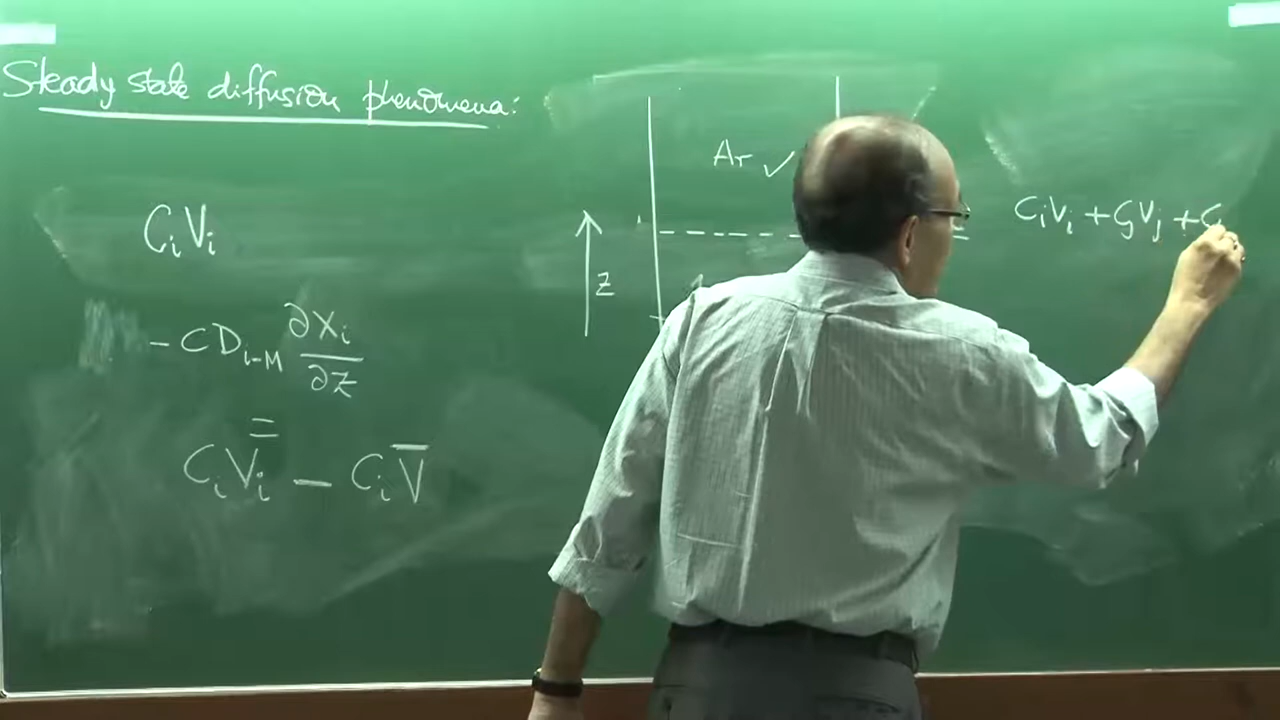 Steady state diffusion phenomena:
CᵢVᵢ
- CDᵢ₋M ∂Xᵢ/∂z
=
CᵢVᵢ - CᵢV̄
Ar ✓
z
CᵢVᵢ + CⱼVⱼ + C